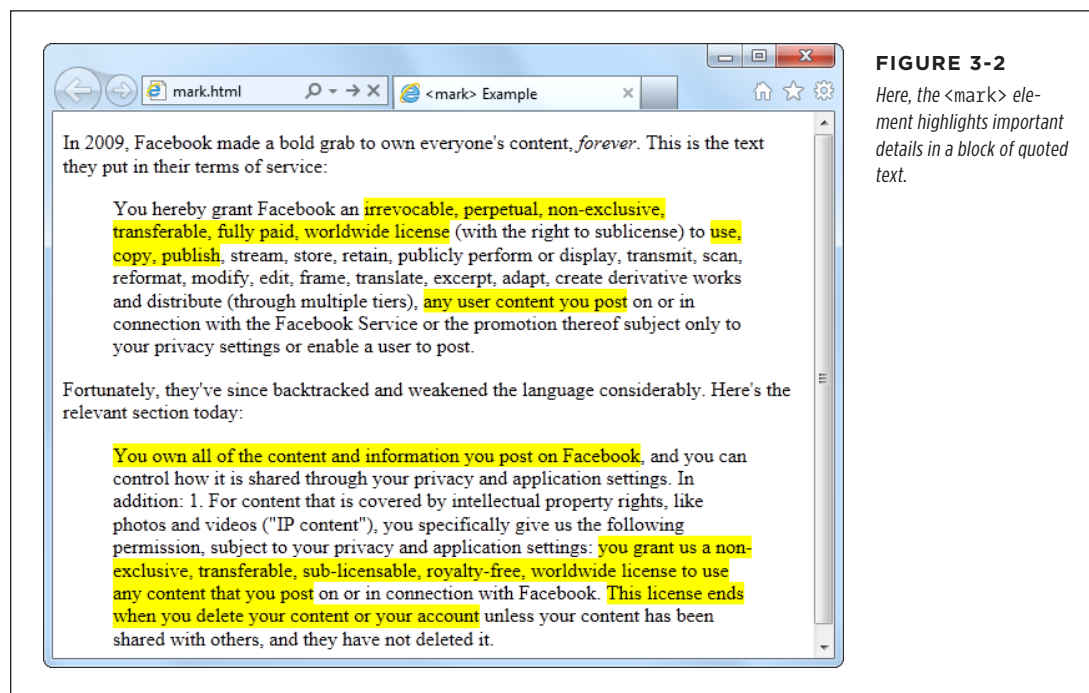 mark.html
<mark> Example
In 2009, Facebook made a bold grab to own everyone's content, forever. This is the text
they put in their terms of service:
You hereby grant Facebook an irrevocable, perpetual, non-exclusive,
transferable, fully paid, worldwide license (with the right to sublicense) to use,
copy, publish, stream, store, retain, publicly perform or display, transmit, scan,
reformat, modify, edit, frame, translate, excerpt, adapt, create derivative works
and distribute (through multiple tiers), any user content you post on or in
connection with the Facebook Service or the promotion thereof subject only to
your privacy settings or enable a user to post.
Fortunately, they've since backtracked and weakened the language considerably. Here's the
relevant section today:
You own all of the content and information you post on Facebook, and you can
control how it is shared through your privacy and application settings. In
addition: 1. For content that is covered by intellectual property rights, like
photos and videos ("IP content"), you specifically give us the following
permission, subject to your privacy and application settings: you grant us a non-
exclusive, transferable, sub-licensable, royalty-free, worldwide license to use
any content that you post on or in connection with Facebook. This license ends
when you delete your content or your account unless your content has been
shared with others, and they have not deleted it.
FIGURE 3-2
Here, the <mark> ele-
ment highlights important
details in a block of quoted
text.